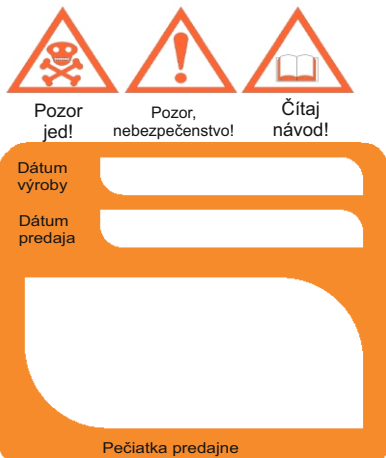 Pozor
jed!
Pozor,
nebezpečenstvo!
Čítaj
návod!
Dátum
výroby
Dátum
predaja
Pečiatka predajne